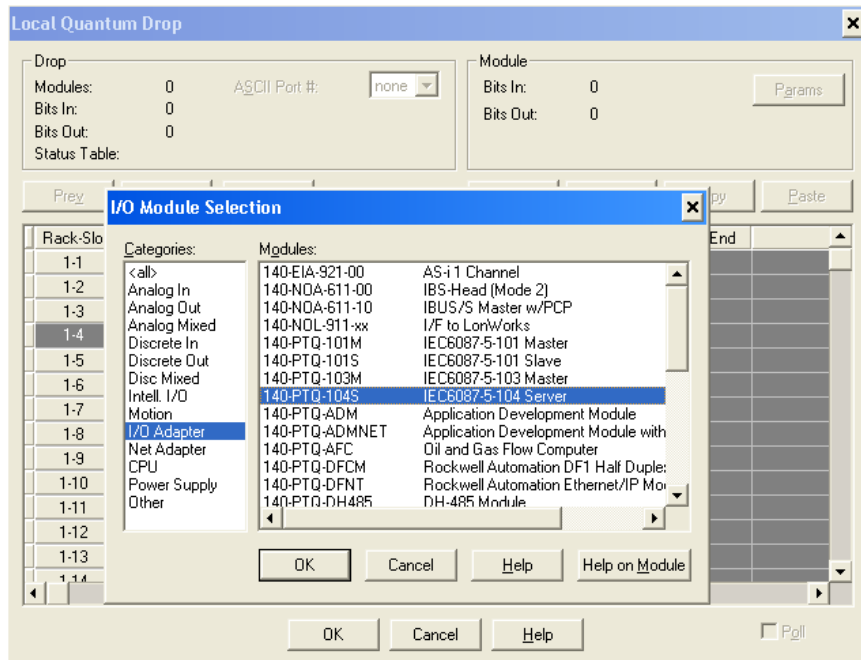 Local Quantum Drop
Drop
Modules: 0 ASCII Port #: none
Bits In: 0
Bits Out: 0
Status Table:
Module
Bits In: 0
Bits Out: 0
Params
Prev
Paste
I/O Module Selection
Rack-Slo
End
1-1
1-2
1-3
1-4
1-5
1-6
1-7
1-8
1-9
1-10
1-11
1-12
1-13
1-14
Categories:
<all>
Analog In
Analog Out
Analog Mixed
Discrete In
Discrete Out
Disc Mixed
Intell. I/O
Motion
I/O Adapter
Net Adapter
CPU
Power Supply
Other
Modules:
140-EIA-921-00 AS-i 1 Channel
140-NOA-611-00 IBS-Head (Mode 2)
140-NOA-611-10 IBUS/S Master w/PCP
140-NOL-911-xx I/F to LonWorks
140-PTQ-101M IEC6087-5-101 Master
140-PTQ-101S IEC6087-5-101 Slave
140-PTQ-103M IEC6087-5-103 Master
140-PTQ-104S IEC6087-5-104 Server
140-PTQ-ADM Application Development Module
140-PTQ-ADMNET Application Development Module with
140-PTQ-AFC Oil and Gas Flow Computer
140-PTQ-DFCM Rockwell Automation DF1 Half Duple
140-PTQ-DFNT Rockwell Automation Ethernet/IP Mo
140-PTQ-DH485 DH-485 Module
OK Cancel Help Help on Module
OK Cancel Help Poll